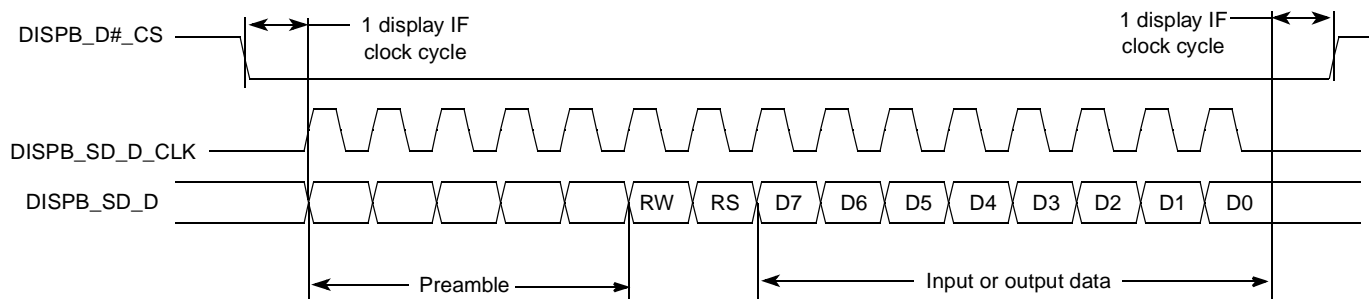 DISPB_D#_CS
1 display IF
clock cycle
1 display IF
clock cycle
DISPB_SD_D_CLK
DISPB_SD_D
RW RS D7 D6 D5 D4 D3 D2 D1 D0
Preamble
Input or output data